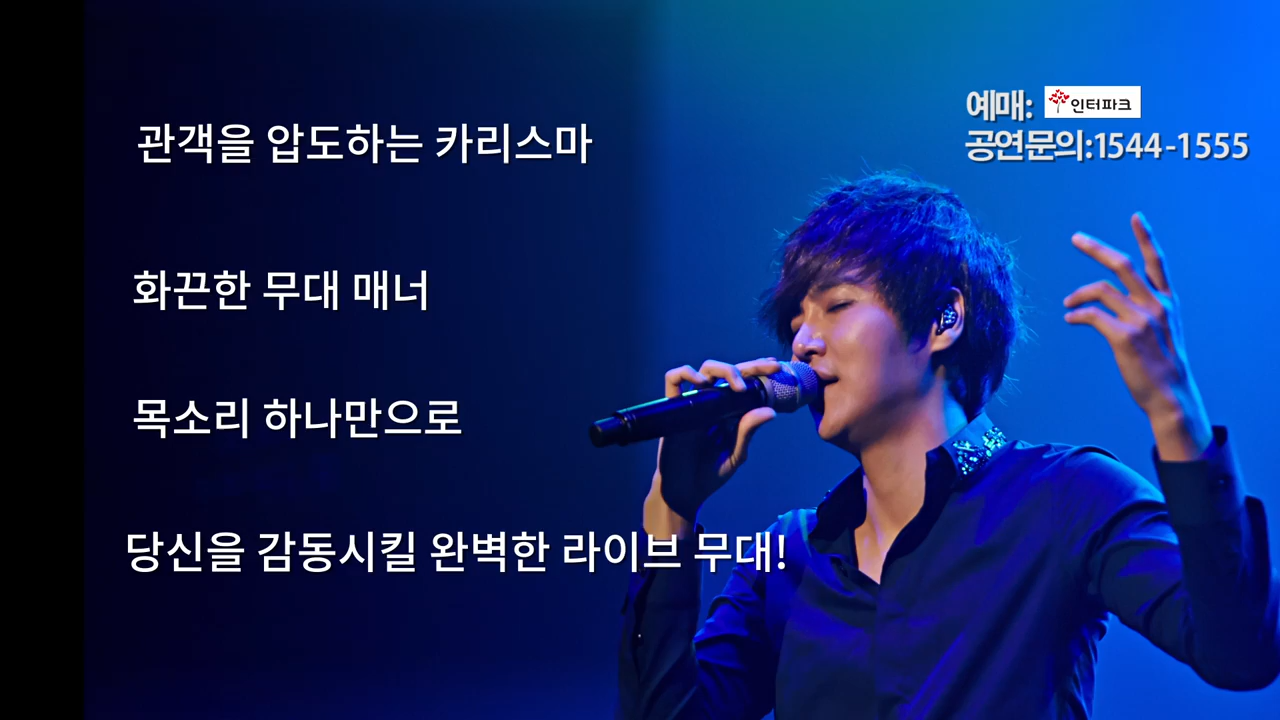 관객을 압도하는 카리스마
화끈한 무대 매너
목소리 하나만으로
당신을 감동시킬 완벽한 라이브 무대!
예매: 인터파크
공연문의:1544-1555